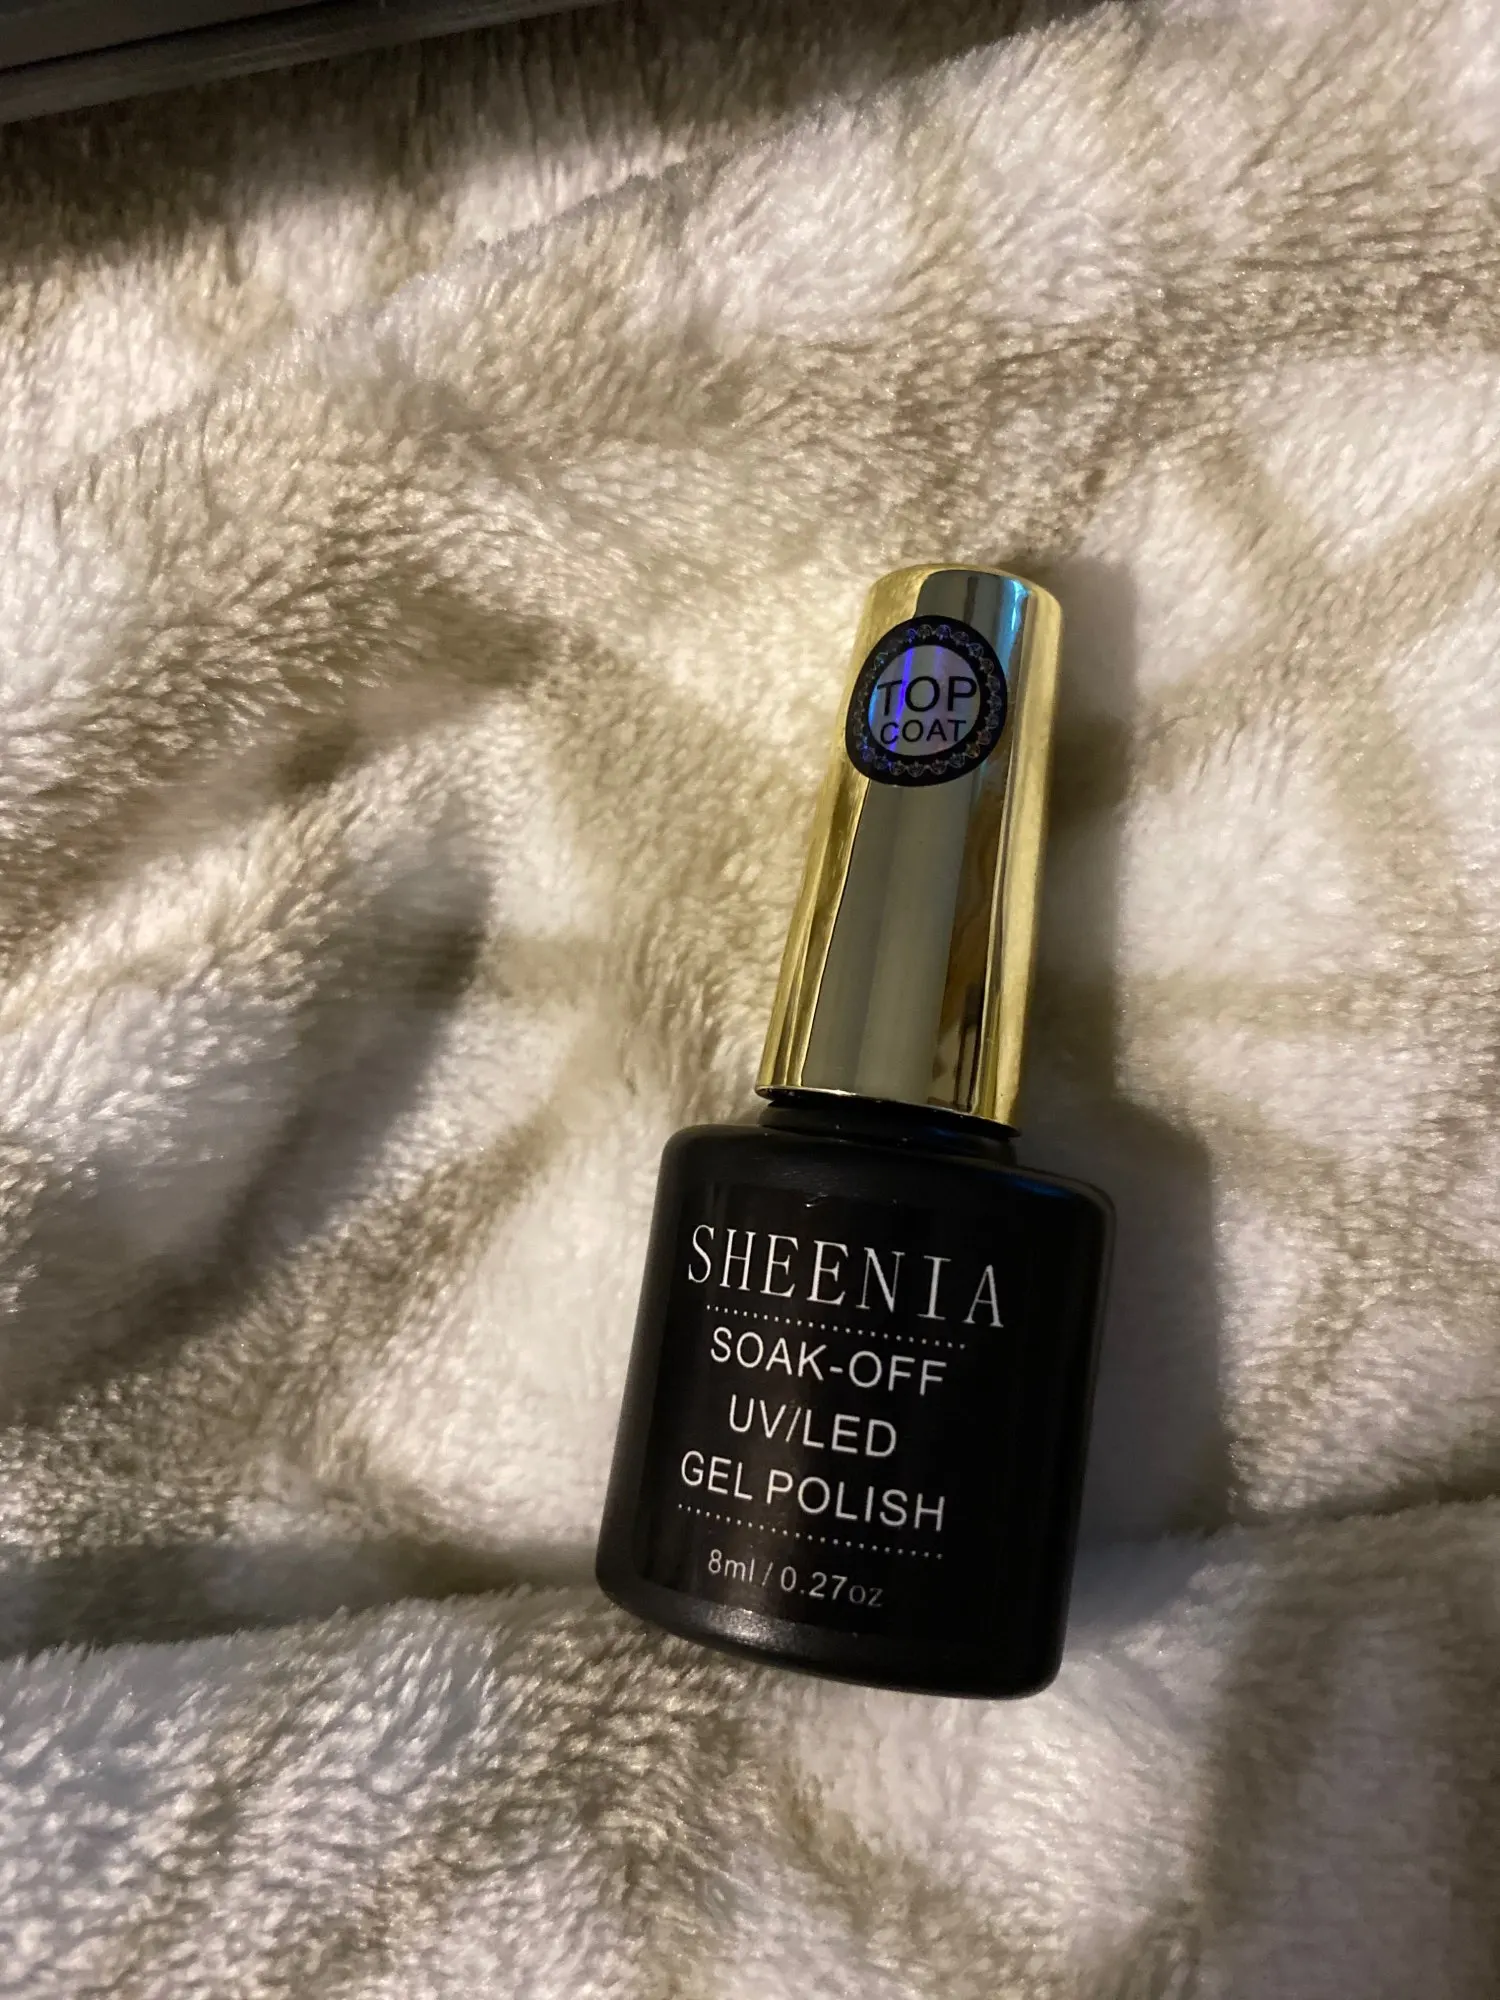 TOP
COAT
SHEENIA
SOAK-OFF
UV/LED
GEL POLISH
8ml / 0.27oz